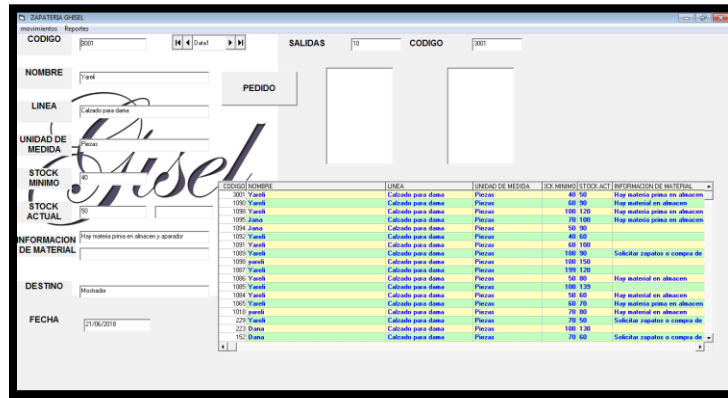 ZAPATERIA GHISEL
movimientos Reportes
CODIGO 3001 Data1 SALIDAS 10 CODIGO 3001
NOMBRE Yareli
PEDIDO
LINEA Calzado para dama
Gisel
UNIDAD DE MEDIDA Piezas
STOCK MINIMO 40
STOCK ACTUAL 50
INFORMACION DE MATERIAL Hay materia prima en almacen y aparador
DESTINO Mostrador
FECHA 21/06/2018
CODIGO NOMBRE LINEA UNIDAD DE MEDIDA OCK MINIMO STOCK ACT INFORMACION DE MATERIAL
3001 Yareli Calzado para dama Piezas 40 50 Hay materia prima en almacen
1090 Yareli Calzado para dama Piezas 60 90 Hay material en almacen
1098 Yareli Calzado para dama Piezas 100 120 Hay materia prima en almacen
1095 Jana Calzado para dama Piezas 70 100 Hay materia prima en almacen
1094 Jana Calzado para dama Piezas 50 90
1092 Yareli Calzado para dama Piezas 40 60
1091 Yareli Calzado para dama Piezas 60 100
1089 Yareli Calzado para dama Piezas 100 90 Solicitar zapatos o compra de
1098 yareli Calzado para dama Piezas 100 150
1087 Yareli Calzado para dama Piezas 199 120
1086 Yareli Calzado para dama Piezas 50 80 Hay material en almacen
1085 Yareli Calzado para dama Piezas 100 139
1084 Yareli Calzado para dama Piezas 50 60 Hay material en almacen
1065 Yareli Calzado para dama Piezas 60 70 Hay materia prima en almacen
1018 yareli Calzado para dama Piezas 70 80 Hay material en almacen
229 Yareli Calzado para dama Piezas 70 50 Solicitar zapatos o compra de
223 Dana Calzado para dama Piezas 100 130
152 Dana Calzado para dama Piezas 70 60 Solicitar zapatos o compra de